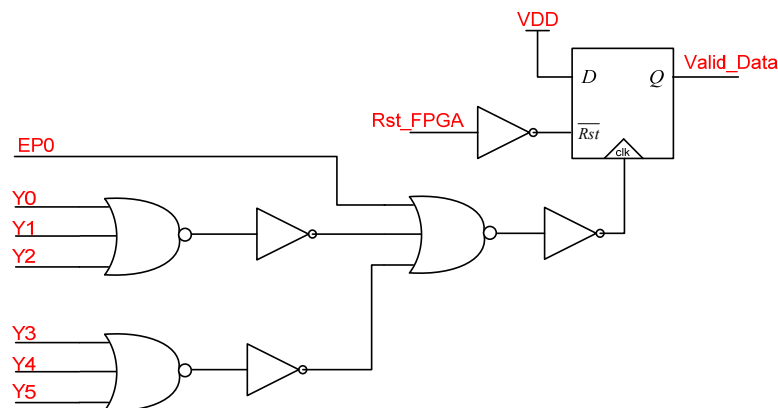 VDD
Valid_Data
D
Q
Rst_FPGA
Rst
clk
EP0
Y0
Y1
Y2
Y3
Y4
Y5